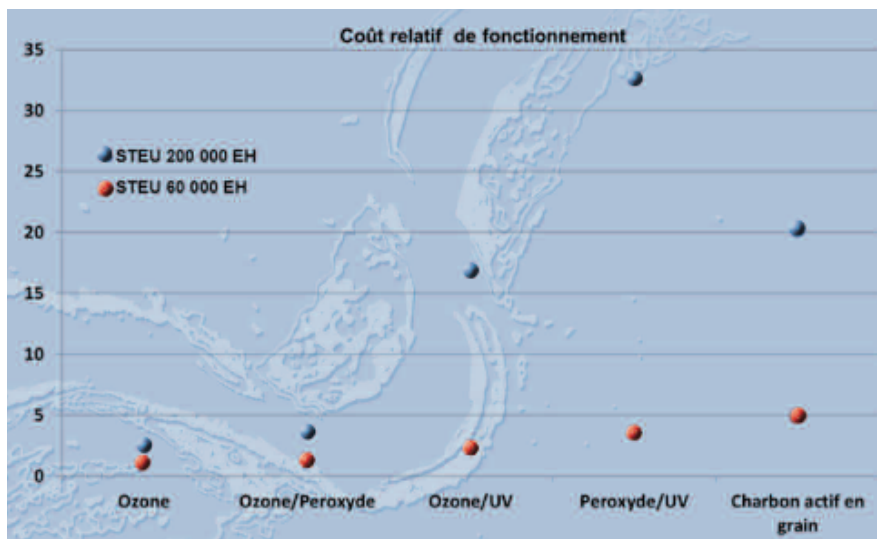 Coût relatif de fonctionnement
35
30
25
20
15
10
5
0
STEU 200 000 EH
STEU 60 000 EH
Ozone
Ozone/Peroxyde
Ozone/UV
Peroxyde/UV
Charbon actif en
grain